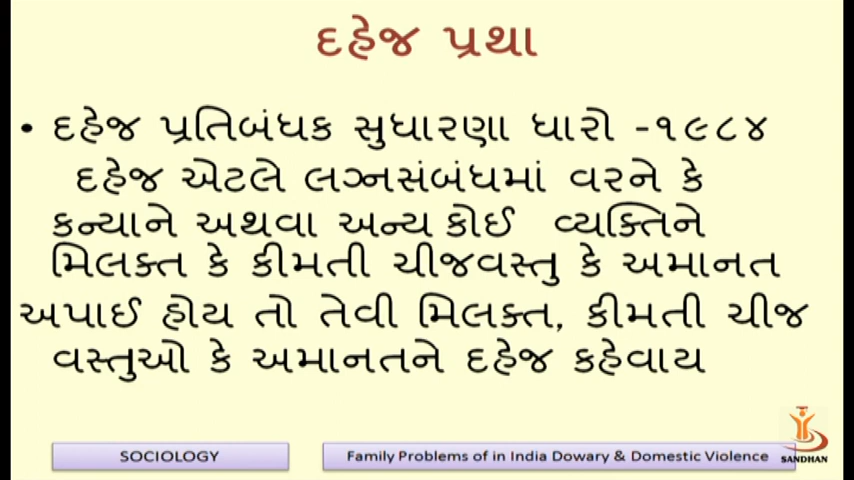 દહેજ પ્રથા
• દહેજ પ્રતિબંધક સુધારણા ધારો -૧૯૮૪
દહેજ એટલે લગ્નસંબંધમાં વરને કે
કન્યાને અથવા અન્ય કોઈ વ્યક્તિને
મિલક્ત કે કીમતી ચીજવસ્તુ કે અમાનત
અપાઈ હોય તો તેવી મિલક્ત, કીમતી ચીજ
વસ્તુઓ કે અમાનતને દહેજ કહેવાય
SOCIOLOGY
Family Problems of in India Dowary & Domestic Violence
SANDHAN